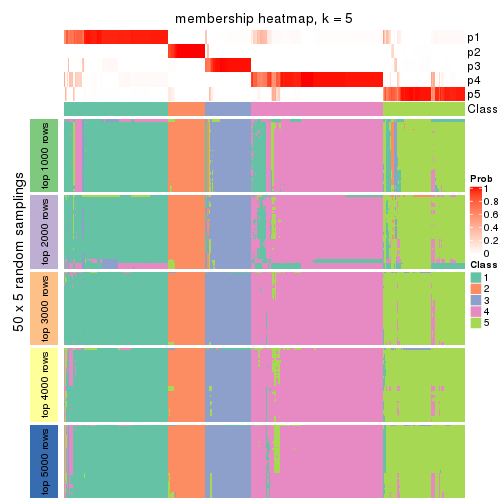 membership heatmap, k = 5
p1
p2
p3
p4
p5
Class
50 x 5 random samplings
top 1000 rows
top 2000 rows
top 3000 rows
top 4000 rows
top 5000 rows
Prob
1
0.8
0.6
0.4
0.2
0
Class
1
2
3
4
5